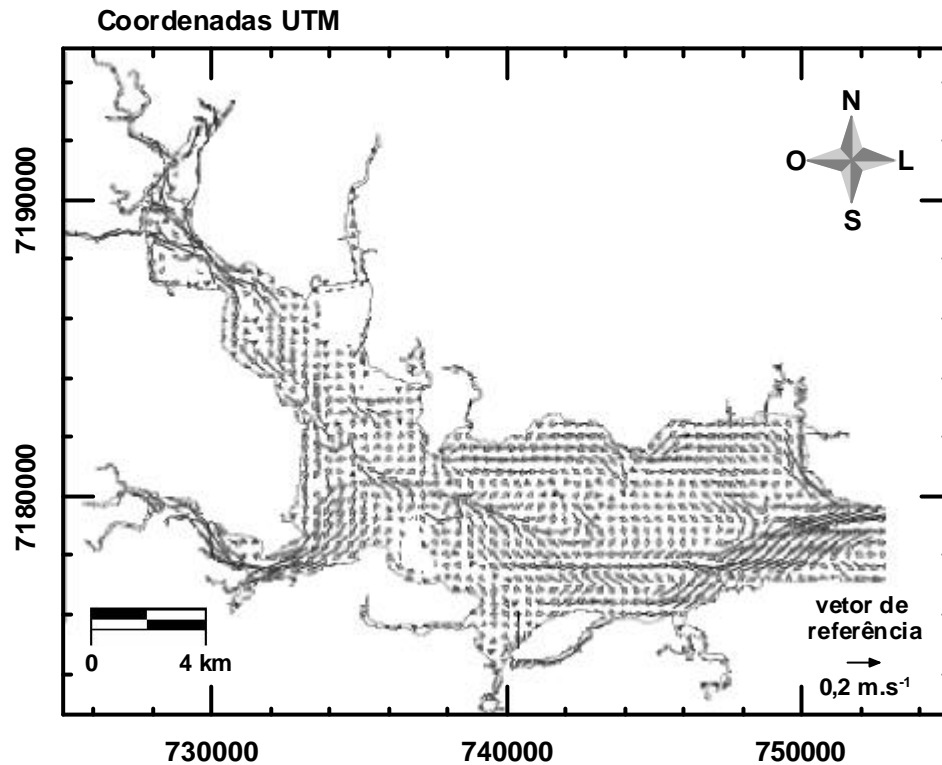 Coordenadas UTM
N
O L
S
7190000
7180000
vetor de
referência
0,2 m.s⁻¹
0 4 km
730000 740000 750000